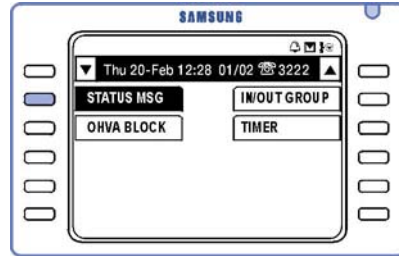 SAMSUNG
Thu 20-Feb 12:28 01/02 ☏ 3222
STATUS MSG IN/OUT GROUP
OHVA BLOCK TIMER